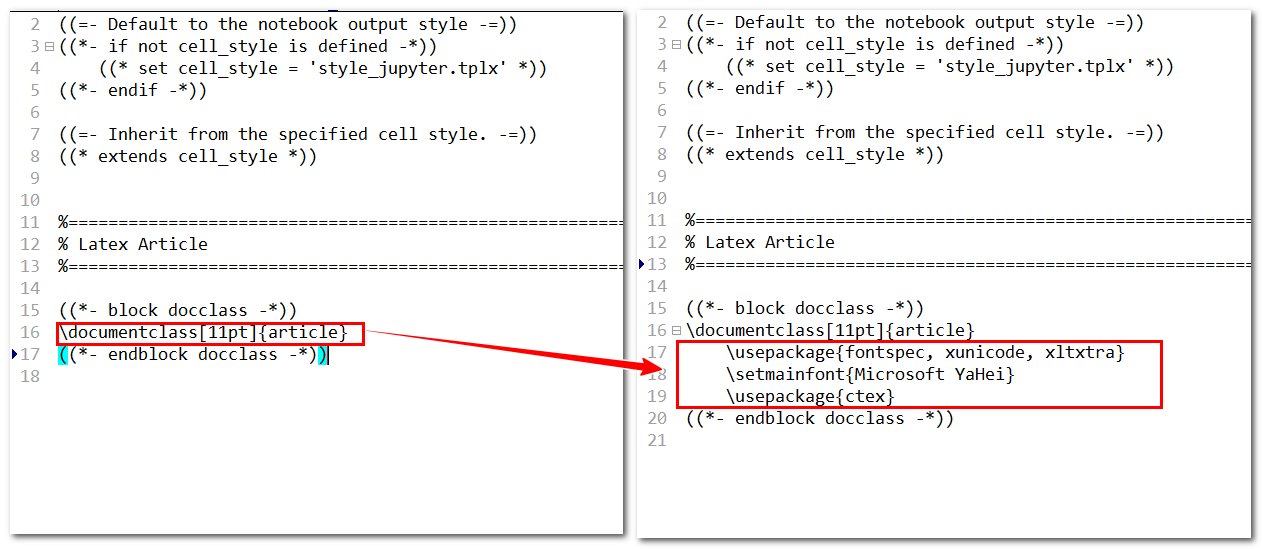 2 ((=- Default to the notebook output style -=))
3 ((*- if not cell_style is defined -*))
4     ((* set cell_style = 'style_jupyter.tplx' *))
5 ((*- endif -*))
6
7 ((=- Inherit from the specified cell style. -=))
8 ((* extends cell_style *))
9
10
11 %========================================================
12 % Latex Article
13 %========================================================
14
15 ((*- block docclass -*))
16 \documentclass[11pt]{article}
17 ((*- endblock docclass -*))
18
2 ((=- Default to the notebook output style -=))
3 ((*- if not cell_style is defined -*))
4     ((* set cell_style = 'style_jupyter.tplx' *))
5 ((*- endif -*))
6
7 ((=- Inherit from the specified cell style. -=))
8 ((* extends cell_style *))
9
10
11 %========================================================
12 % Latex Article
13 %========================================================
14
15 ((*- block docclass -*))
16 \documentclass[11pt]{article}
17     \usepackage{fontspec, xunicode, xltxtra}
18     \setmainfont{Microsoft YaHei}
19     \usepackage{ctex}
20 ((*- endblock docclass -*))
21